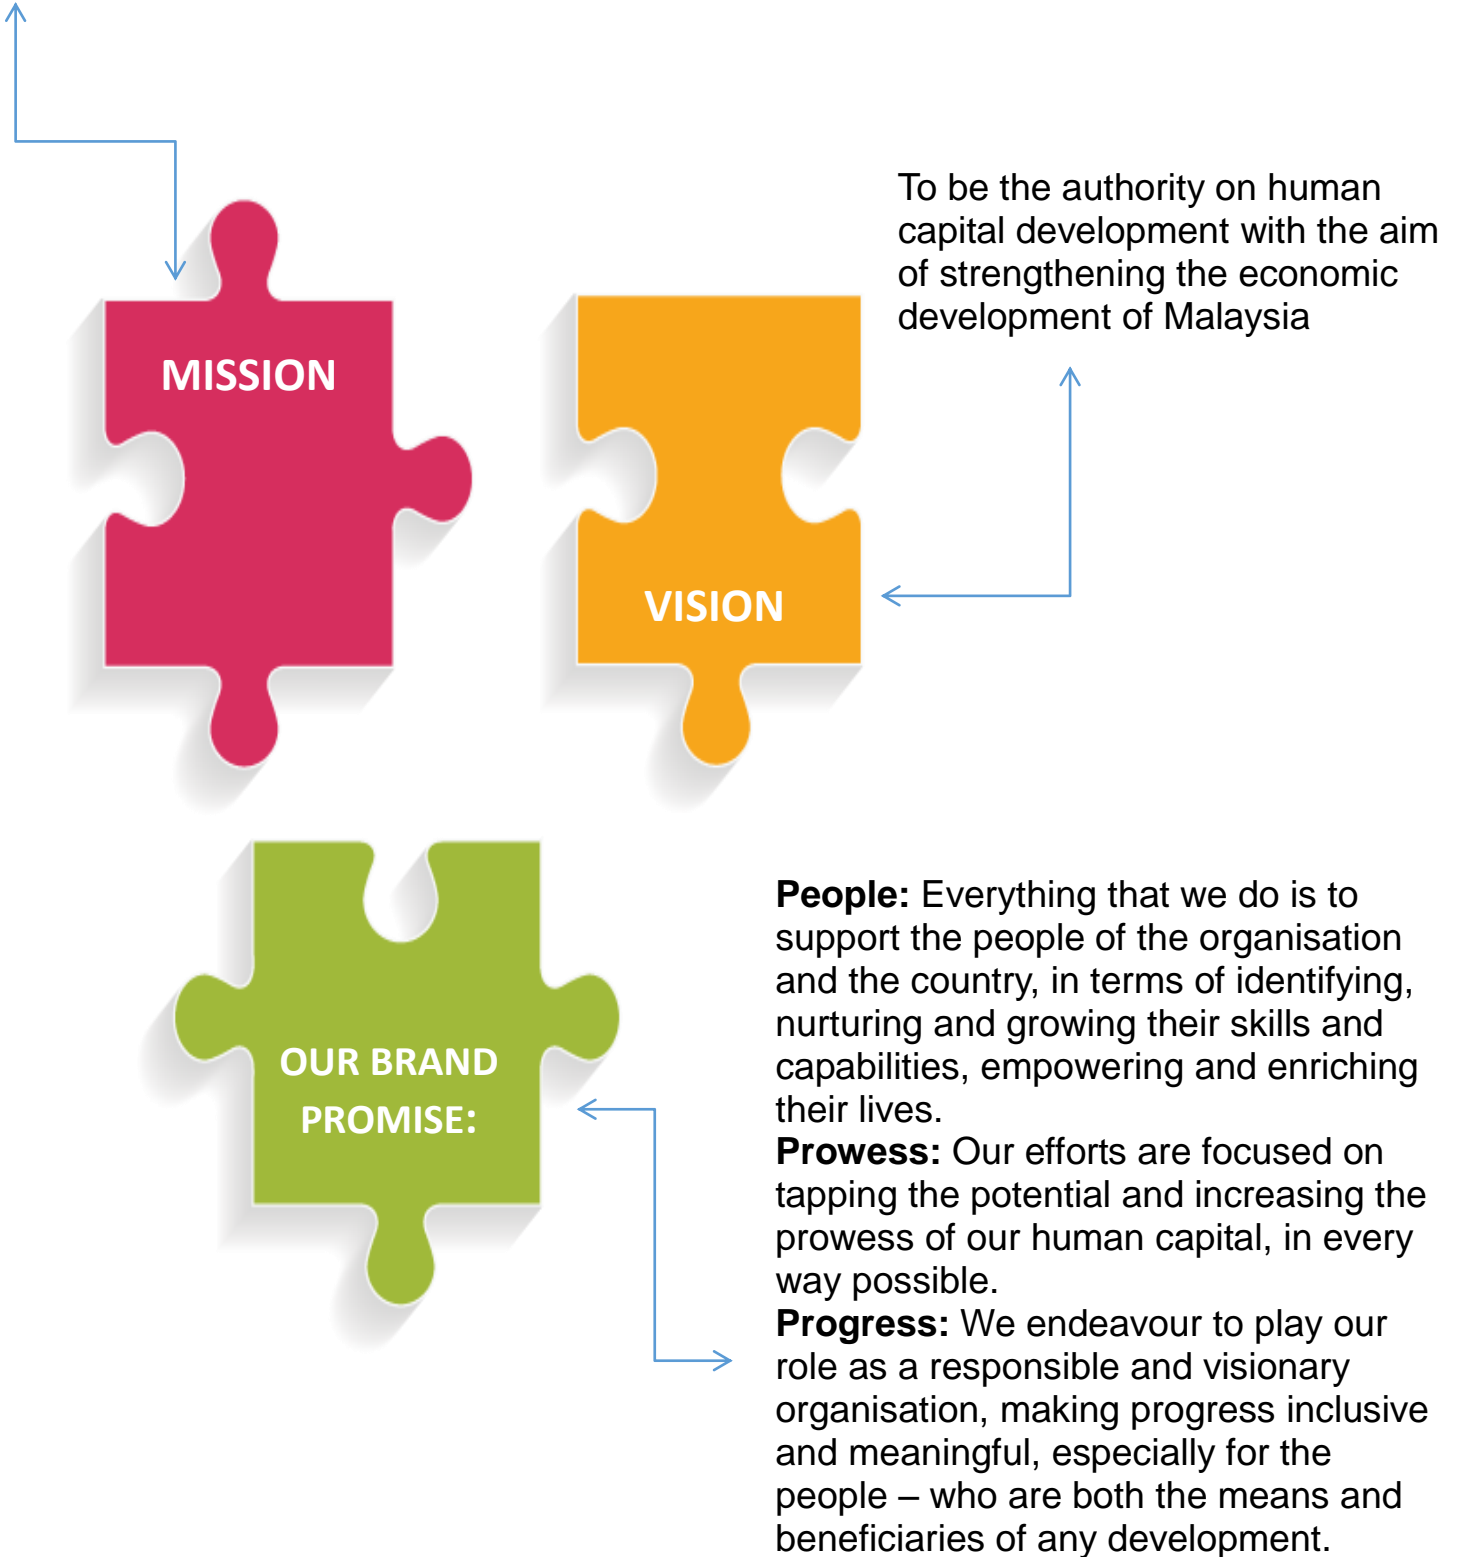 To be the authority on human
capital development with the aim
of strengthening the economic
development of Malaysia
MISSION
VISION
OUR BRAND
PROMISE:
People: Everything that we do is to
support the people of the organisation
and the country, in terms of identifying,
nurturing and growing their skills and
capabilities, empowering and enriching
their lives.
Prowess: Our efforts are focused on
tapping the potential and increasing the
prowess of our human capital, in every
way possible.
Progress: We endeavour to play our
role as a responsible and visionary
organisation, making progress inclusive
and meaningful, especially for the
people – who are both the means and
beneficiaries of any development.